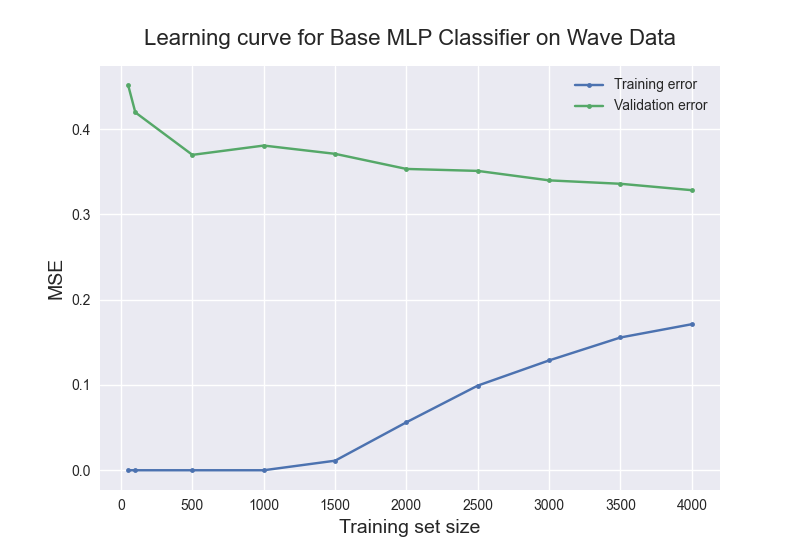 Learning curve for Base MLP Classifier on Wave Data
Training error
Validation error
0.4
0.3
0.2
0.1
0.0
MSE
0 500 1000 1500 2000 2500 3000 3500 4000
Training set size